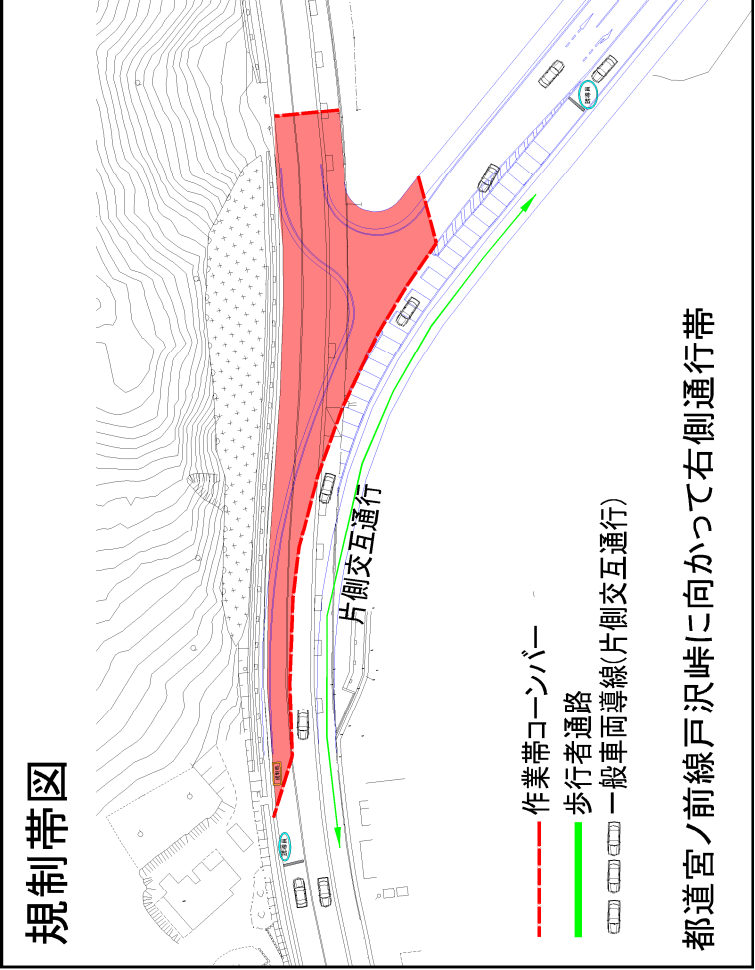 規制帯図
片側交互通行
作業帯コーンバー
歩行者通路
一般車両導線(片側交互通行)
都道宮ノ前線戸沢峠に向かって右側通行帯